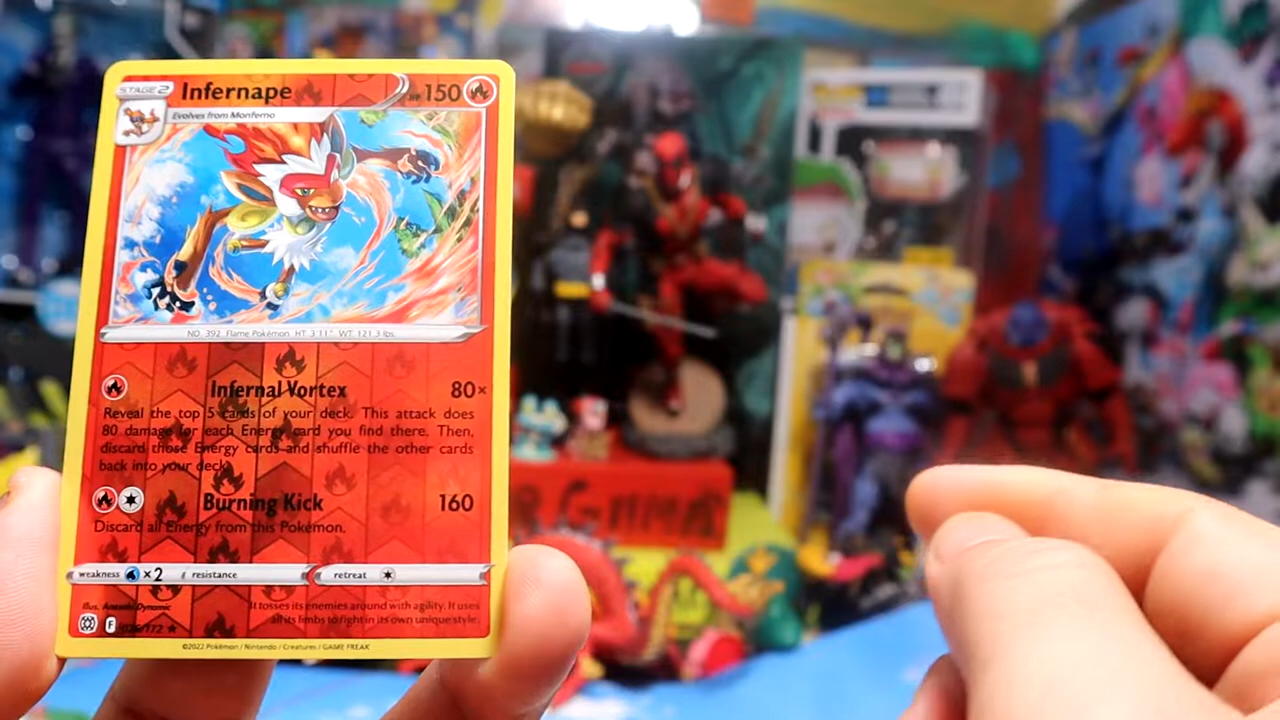 STAGE 2 Infernape HP 150
Evolves from Monferno
NO. 392 Flame Pokémon HT: 3'11" WT: 121.3 lbs.
Infernal Vortex 80×
Reveal the top 5 cards of your deck. This attack does
80 damage for each Energy card you find there. Then,
discard those Energy cards and shuffle the other cards
back into your deck.
Burning Kick 160
Discard all Energy from this Pokémon.
weakness ×2 resistance retreat
Illus. Anesaki Dynamic
It tosses its enemies around with agility. It uses
all its limbs to fight in its own unique style.
F /172 ★
©2022 Pokémon / Nintendo / Creatures / GAME FREAK